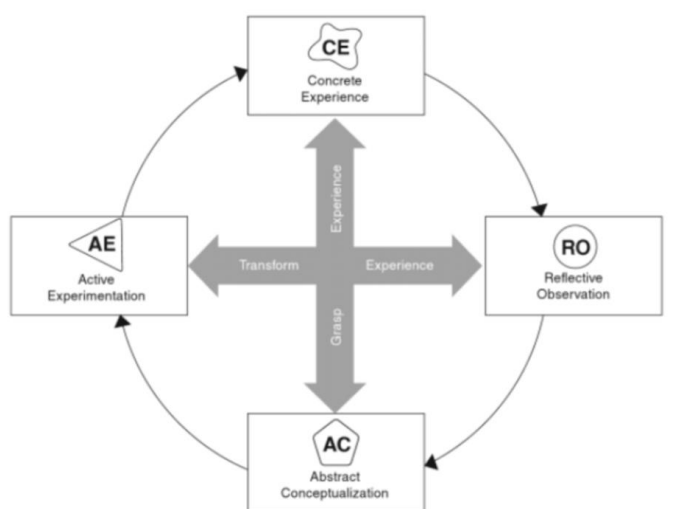 CE
Concrete
Experience
Experience
AE
Active
Experimentation
Transform
Experience
RO
Reflective
Observation
Grasp
AC
Abstract
Conceptualization